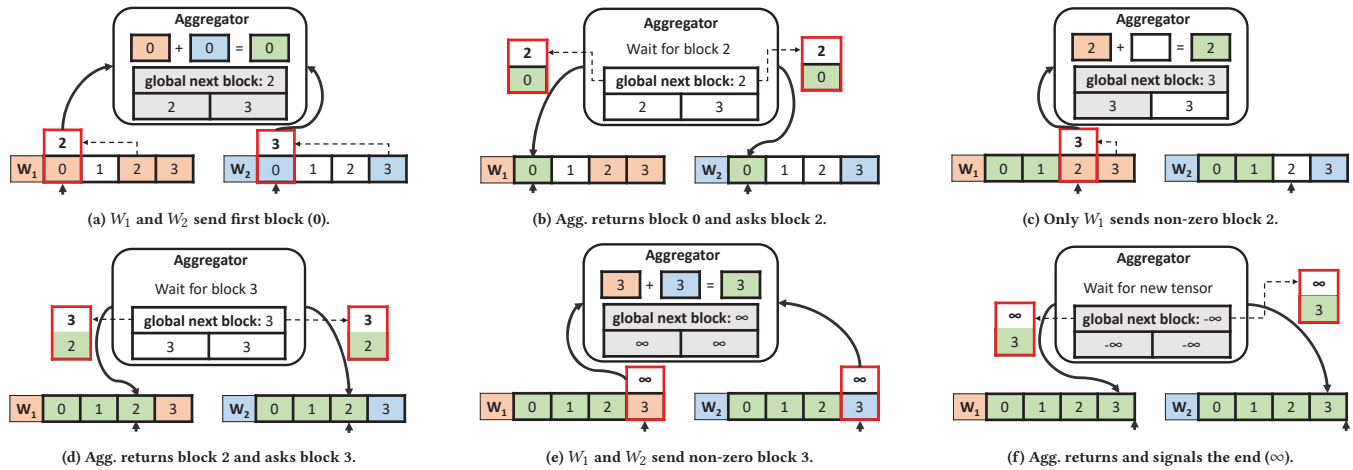 Aggregator
0 + 0 = 0
global next block: 2
2 3
2
W1 0 1 2 3
3
W2 0 1 2 3
(a) W1 and W2 send first block (0).
Aggregator
Wait for block 2
2
0
global next block: 2
2 3
2
0
W1 0 1 2 3
W2 0 1 2 3
(b) Agg. returns block 0 and asks block 2.
Aggregator
2 + = 2
global next block: 3
3 3
3
W1 0 1 2 3
W2 0 1 2 3
(c) Only W1 sends non-zero block 2.
Aggregator
Wait for block 3
3
2
global next block: 3
3 3
3
2
W1 0 1 2 3
W2 0 1 2 3
(d) Agg. returns block 2 and asks block 3.
Aggregator
3 + 3 = 3
global next block: ∞
∞ ∞
∞
W1 0 1 2 3
∞
W2 0 1 2 3
(e) W1 and W2 send non-zero block 3.
Aggregator
Wait for new tensor
∞
3
global next block: -∞
-∞ -∞
∞
3
W1 0 1 2 3
W2 0 1 2 3
(f) Agg. returns and signals the end (∞).